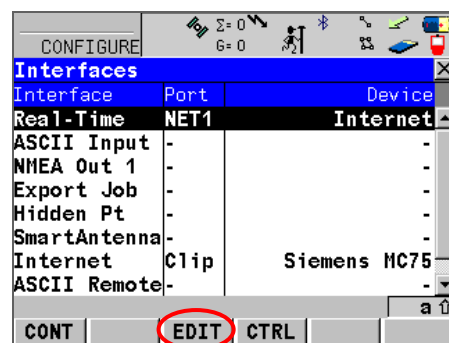 CONFIGURE Σ= 0
G= 0
Interfaces X
Interface Port Device
Real-Time NET1 Internet
ASCII Input - -
NMEA Out 1 - -
Export Job - -
Hidden Pt - -
SmartAntenna - -
Internet Clip Siemens MC75
ASCII Remote - -
a
CONT EDIT CTRL